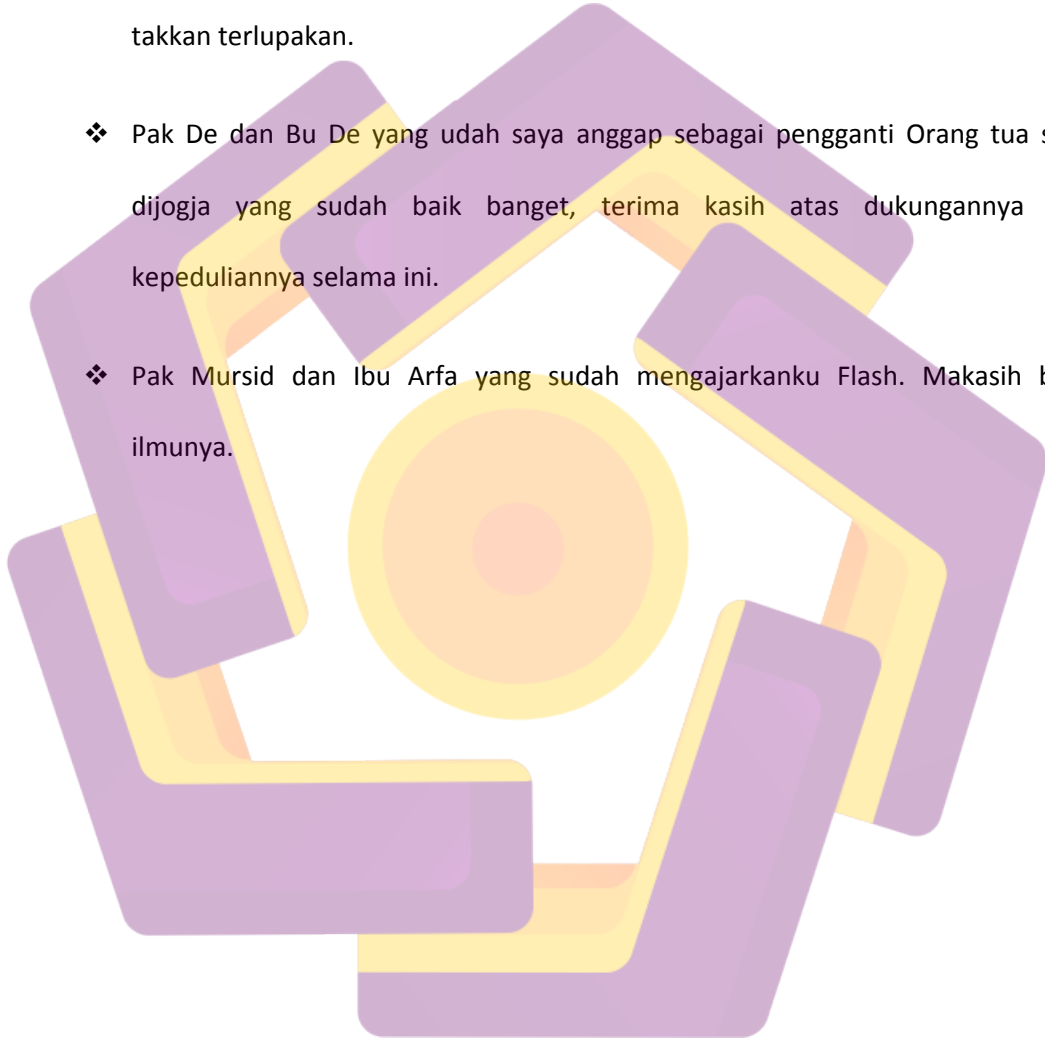 takkan terlupakan.
❖ Pak De dan Bu De yang udah saya anggap sebagai pengganti Orang tua
dijogja yang sudah baik banget, terima kasih atas dukungannya
kepeduliannya selama ini.
❖ Pak Mursid dan Ibu Arfa yang sudah mengajarkanku Flash. Makasih
ilmunya.